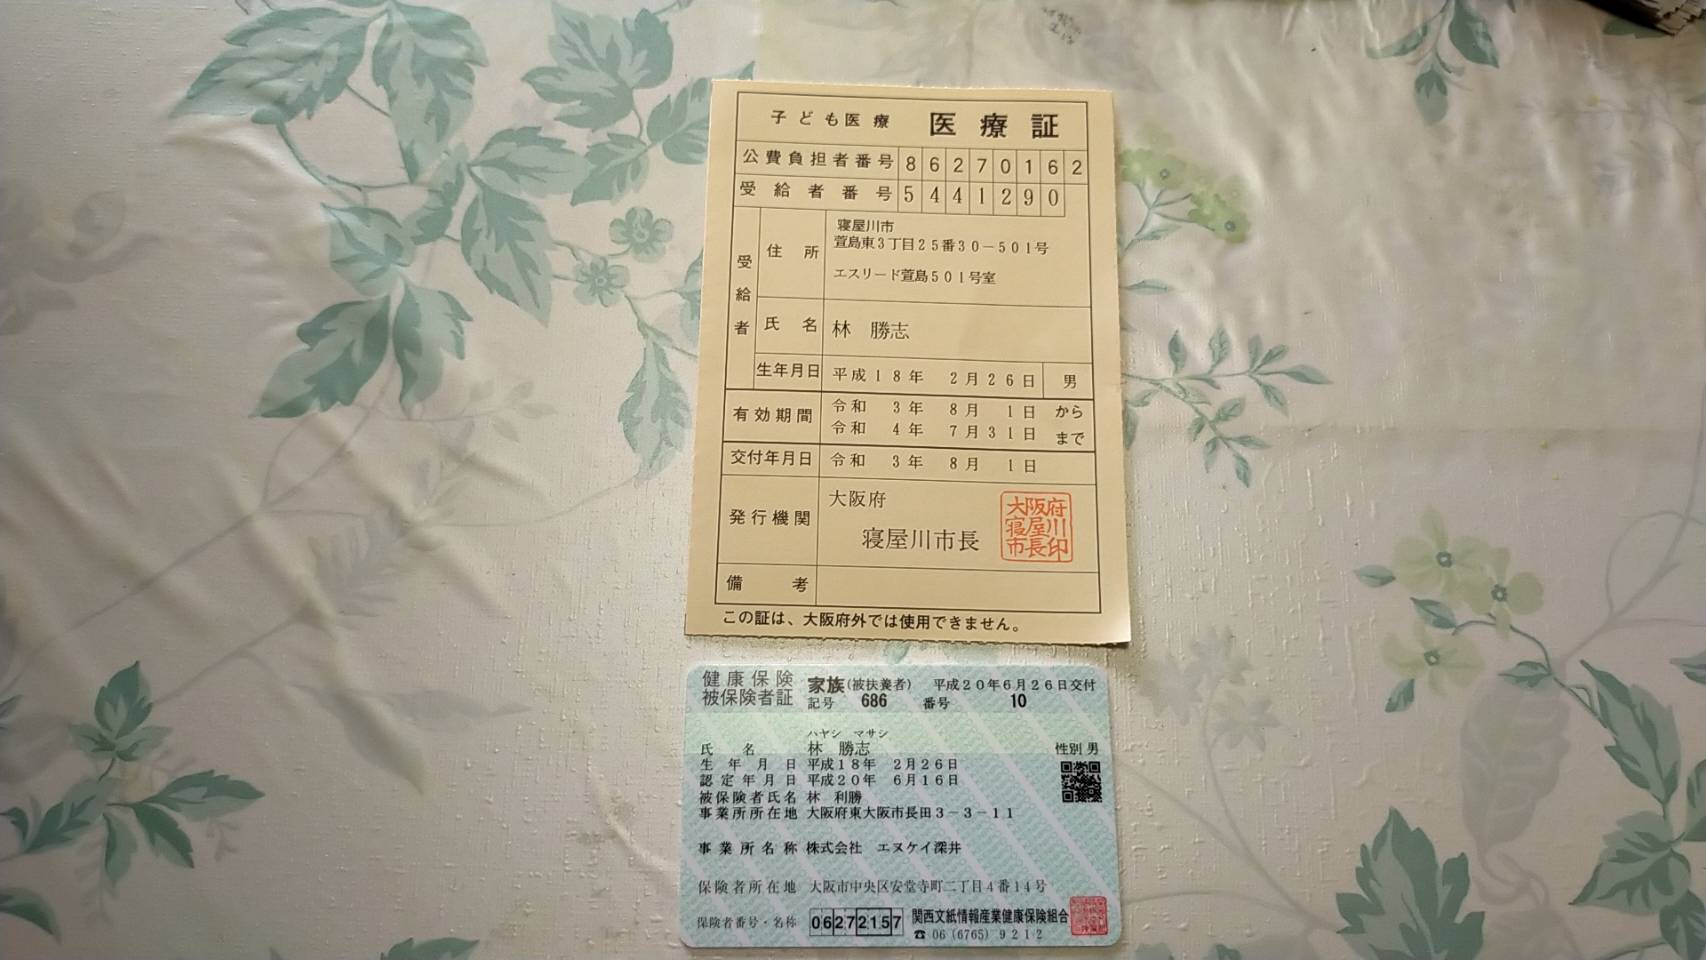 子ども医療 医療証
公費負担者番号 86270162
受給者番号 5441290
受給者
住所
寝屋川市
萱島東3丁目25番30-501号
エスリード萱島501号室
氏名 林 勝志
生年月日 平成18年 2月26日 男
有効期間 令和 3年 8月 1日 から
令和 4年 7月31日 まで
交付年月日 令和 3年 8月 1日
発行機関 大阪府
寝屋川市長
大阪府
寝屋川
市長印
備考
この証は、大阪府外では使用できません。
健康保険
被保険者証
家族(被扶養者) 平成20年6月26日交付
記号 686 番号 10
ハヤシ マサシ
氏名 林 勝志 性別 男
生年月日 平成18年 2月26日
認定年月日 平成20年 6月16日
被保険者氏名 林 利勝
事業所所在地 大阪府東大阪市長田3-3-11
事業所名称 株式会社 エヌケイ深井
保険者所在地 大阪市中央区安堂寺町二丁目4番14号
保険者番号・名称 06272157 関西文紙情報産業健康保険組合
☎ 06(6765)9212